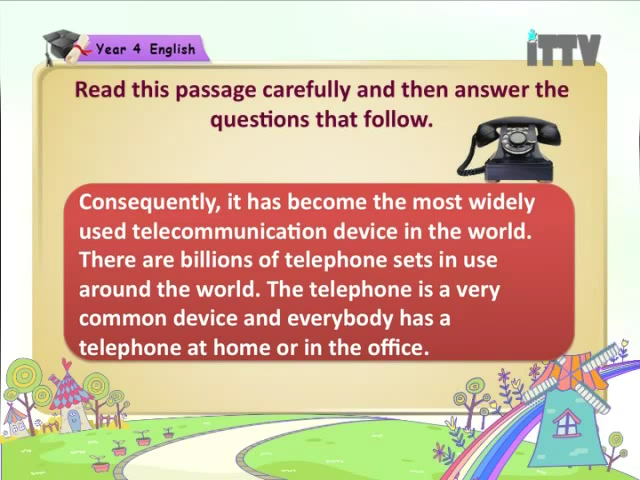 Year 4 English
iTTV
Read this passage carefully and then answer the
questions that follow.
Consequently, it has become the most widely
used telecommunication device in the world.
There are billions of telephone sets in use
around the world. The telephone is a very
common device and everybody has a
telephone at home or in the office.